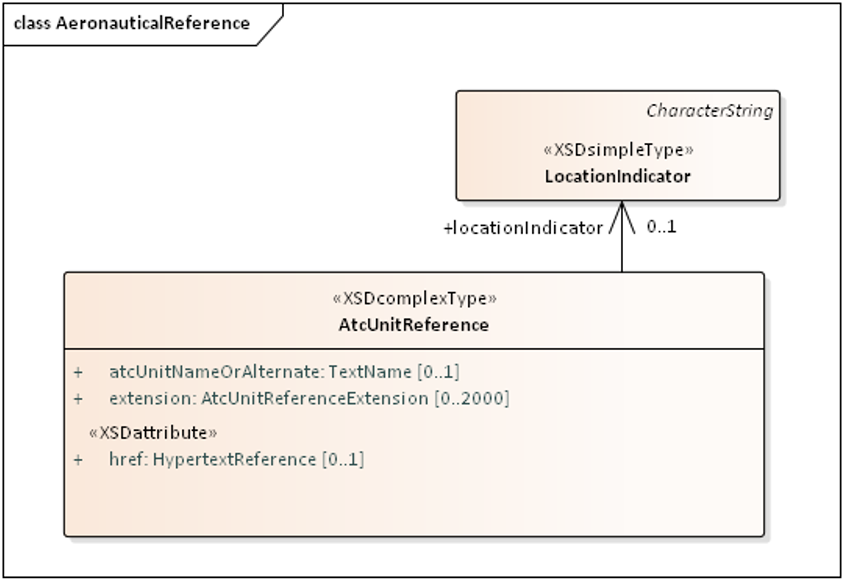 class AeronauticalReference
CharacterString
«XSDsimpleType»
LocationIndicator
+locationIndicator 0..1
«XSDcomplexType»
AtcUnitReference
+ atcUnitNameOrAlternate: TextName [0..1]
+ extension: AtcUnitReferenceExtension [0..2000]
«XSDattribute»
+ href: HypertextReference [0..1]